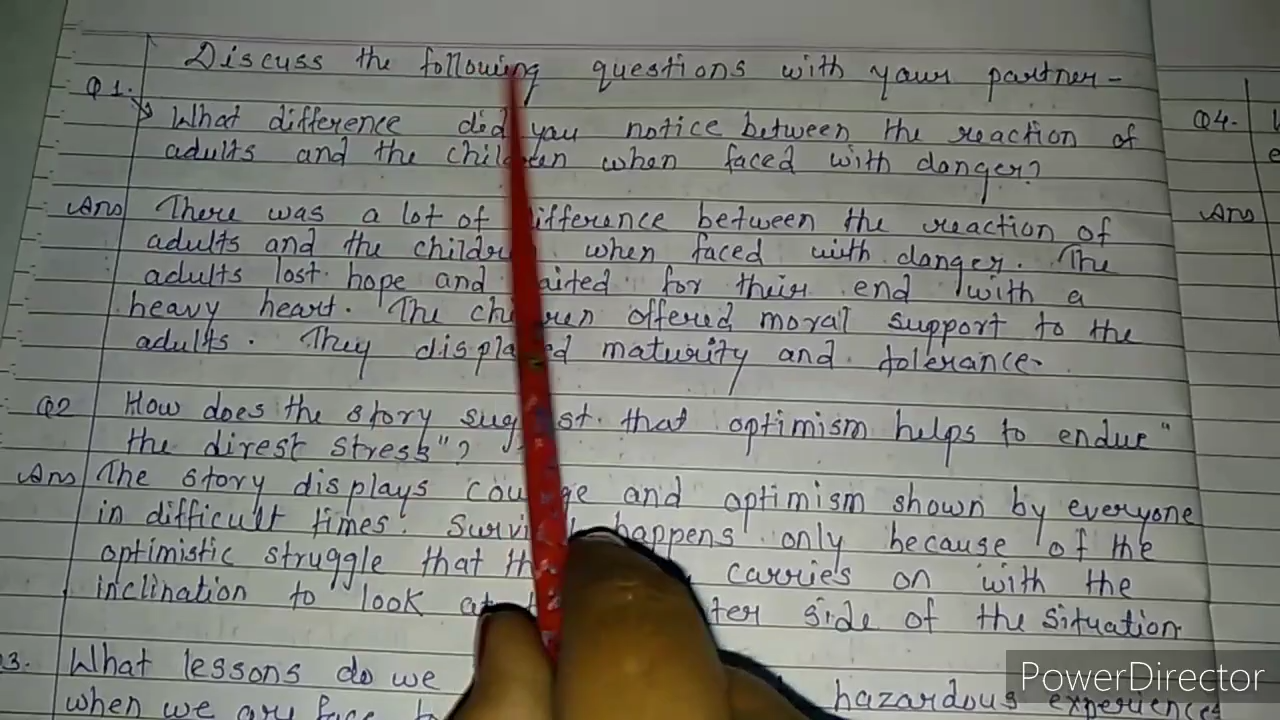 Discuss the following questions with your partner-
Q1. What difference did you notice between the reaction of
adults and the children when faced with danger?
Ans There was a lot of difference between the reaction of
adults and the children when faced with danger. The
adults lost hope and waited for their end with a
heavy heart. The children offered moral support to the
adults. They displayed maturity and tolerance.
Q2 How does the story suggest that optimism helps to endue "
the direst stress"?
Ans The story displays courage and optimism shown by everyone
in difficult times. Survival happens only because of the
optimistic struggle that carries on with the
inclination to look at side of the situation
3. What lessons do we hazardous experiences
when we are face
Q4.
Ans
PowerDirector